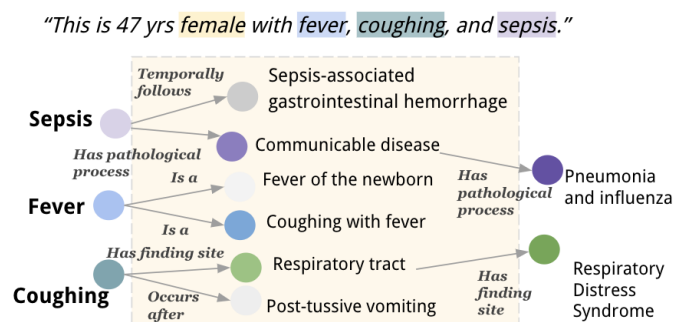 “This is 47 yrs female with fever, coughing, and sepsis.”
Temporally
follows
Sepsis-associated
gastrointestinal hemorrhage
Sepsis
Communicable disease
Has pathological
process
Is a
Fever of the newborn
Has
pathological
process
Pneumonia
and influenza
Fever
Coughing with fever
Is a
Has finding site
Respiratory tract
Has
finding
site
Respiratory
Distress
Syndrome
Coughing
Occurs
after
Post-tussive vomiting